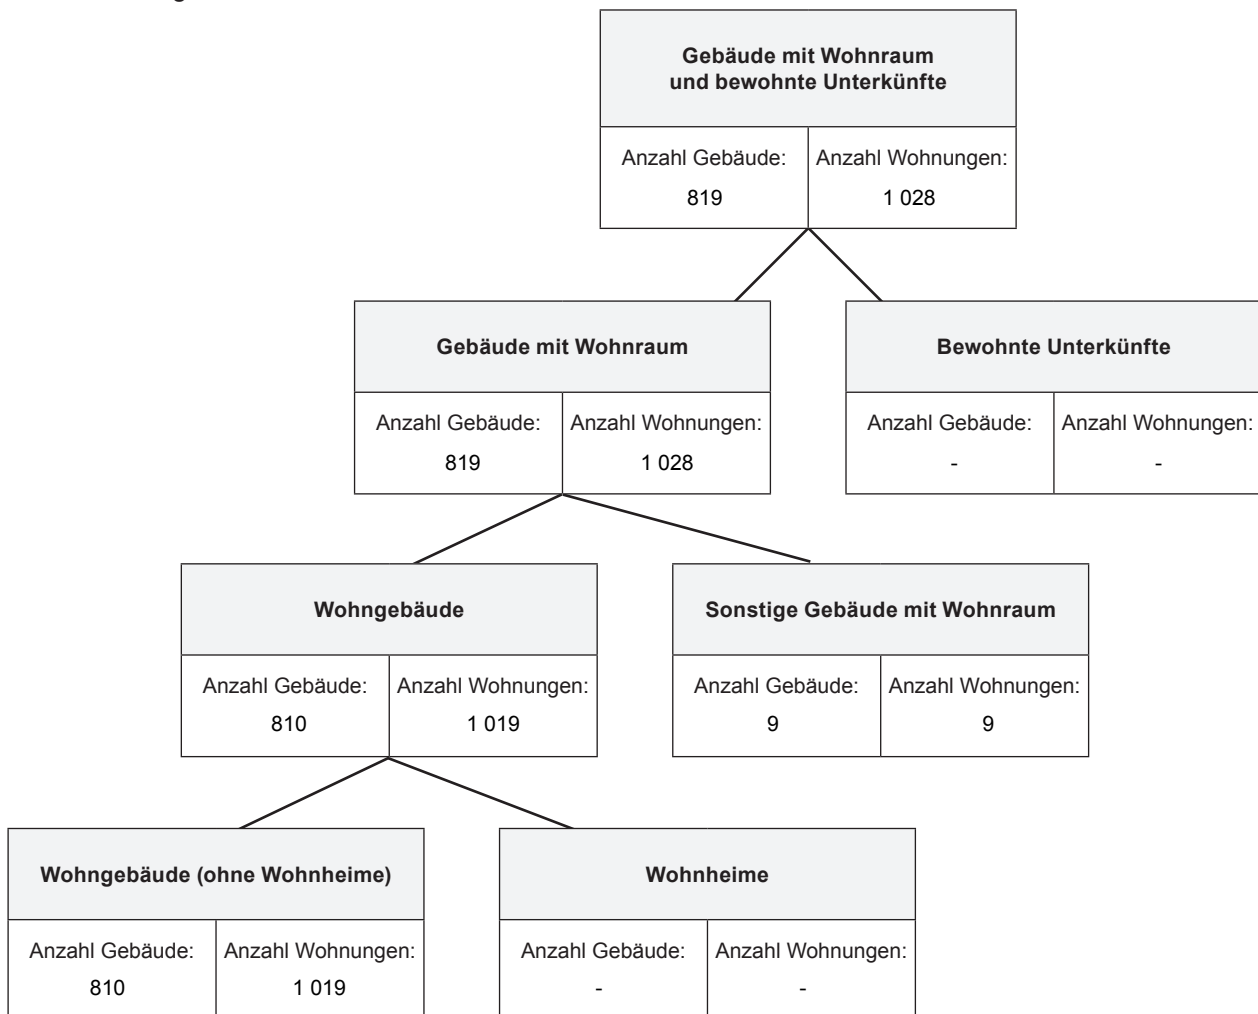 Gebäude mit Wohnraum
und bewohnte Unterkünfte
Anzahl Gebäude: Anzahl Wohnungen:
819 1 028
Gebäude mit Wohnraum Bewohnte Unterkünfte
Anzahl Gebäude: Anzahl Wohnungen: Anzahl Gebäude: Anzahl Wohnungen:
819 1 028 - -
Wohngebäude Sonstige Gebäude mit Wohnraum
Anzahl Gebäude: Anzahl Wohnungen: Anzahl Gebäude: Anzahl Wohnungen:
810 1 019 9 9
Wohngebäude (ohne Wohnheime) Wohnheime
Anzahl Gebäude: Anzahl Wohnungen: Anzahl Gebäude: Anzahl Wohnungen:
810 1 019 - -